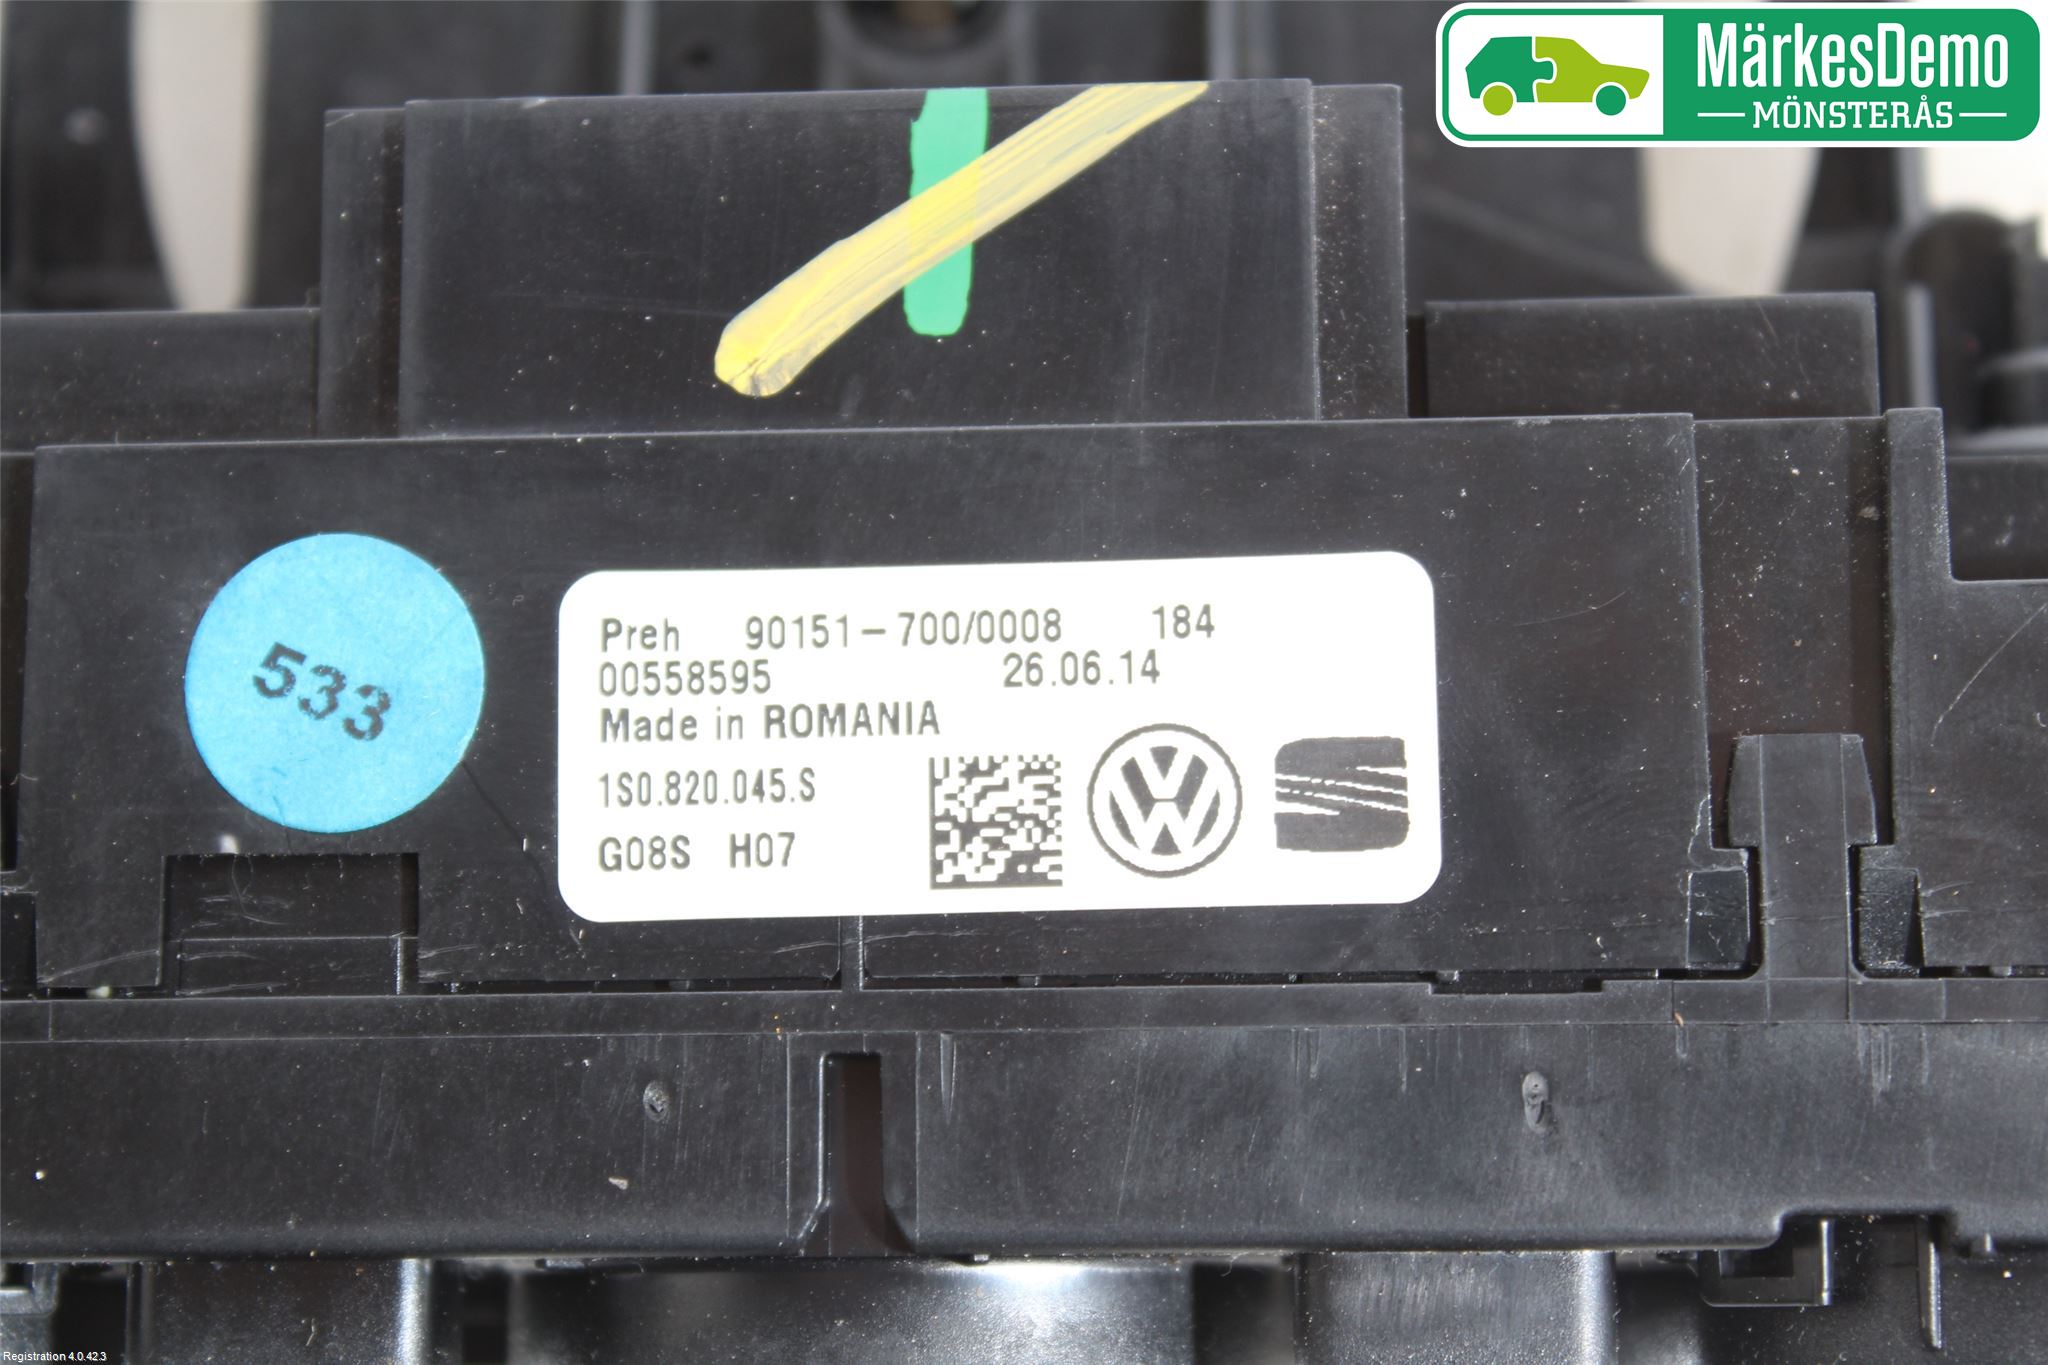 MärkesDemo
MÖNSTERÅS
533
Preh 90151-700/0008 184
00558595 26.06.14
Made in ROMANIA
1S0.820.045.S
G08S H07
Registration 4.0.42.3